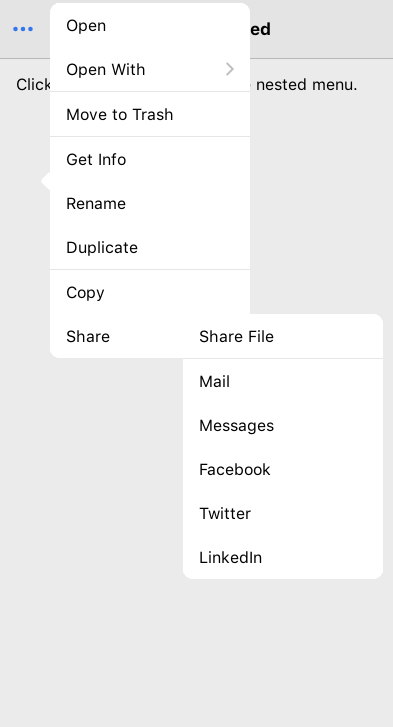 ed
Click nested menu.
Open
Open With
Move to Trash
Get Info
Rename
Duplicate
Copy
Share
Share File
Mail
Messages
Facebook
Twitter
LinkedIn